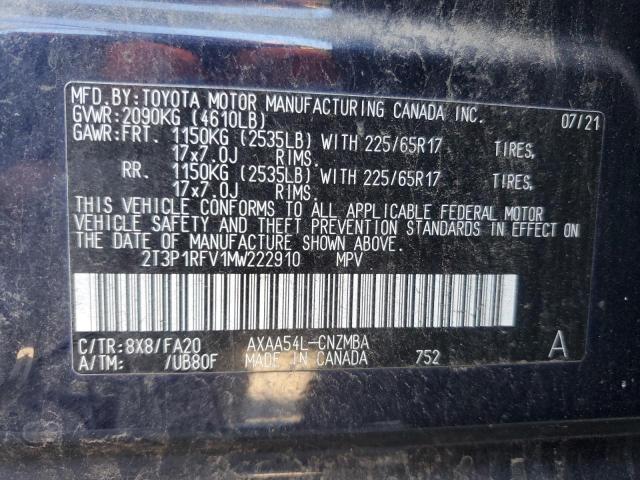 MFD.BY:TOYOTA MOTOR MANUFACTURING CANADA INC. 07/21
GVWR:2090KG (4610LB)
GAWR:FRT. 1150KG (2535LB) WITH 225/65R17 TIRES,
17x7.0J RIMS.
RR. 1150KG (2535LB) WITH 225/65R17 TIRES,
17x7.0J RIMS.
THIS VEHICLE CONFORMS TO ALL APPLICABLE FEDERAL MOTOR
VEHICLE SAFETY AND THEFT PREVENTION STANDARDS IN EFFECT ON
THE DATE OF MANUFACTURE SHOWN ABOVE.
2T3P1RFV1MW222910 MPV
C/TR:8X8/FA20 AXAA54L-CNZMBA A
A/TM: /UB80F MADE IN CANADA 752